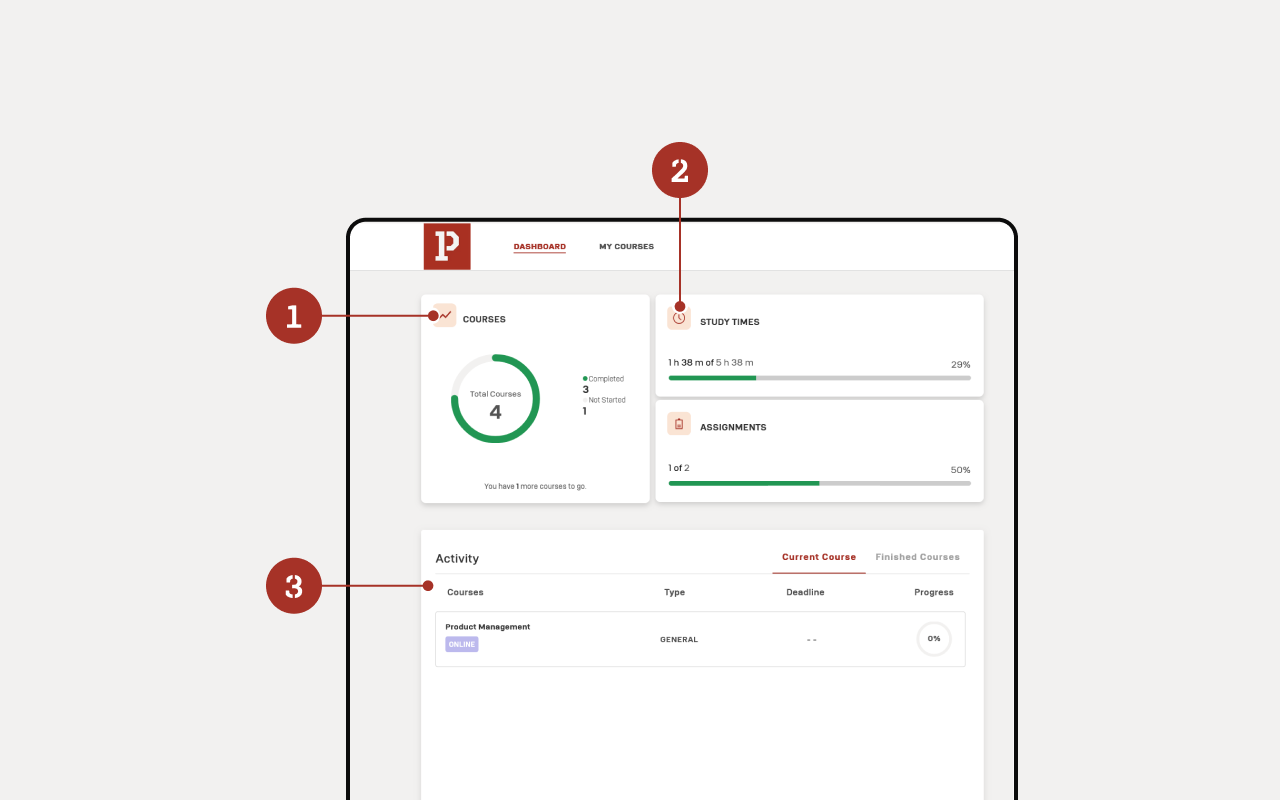 2
P
DASHBOARD MY COURSES
1
COURSES
Total Courses
4
Completed
3
Not Started
1
You have 1 more courses to go.
STUDY TIMES
1 h 38 m of 5 h 38 m 29%
ASSIGNMENTS
1 of 2 50%
3
Activity Current Course Finished Courses
Courses Type Deadline Progress
Product Management
ONLINE
GENERAL
--
0%